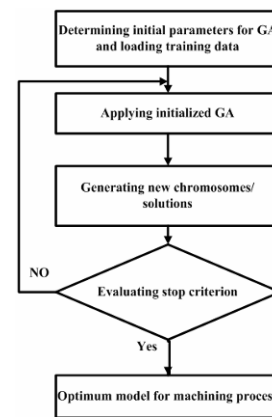 Determining initial parameters for GA
and loading training data
Applying initialized GA
Generating new chromosomes/
solutions
NO
Evaluating stop criterion
Yes
Optimum model for machining proces